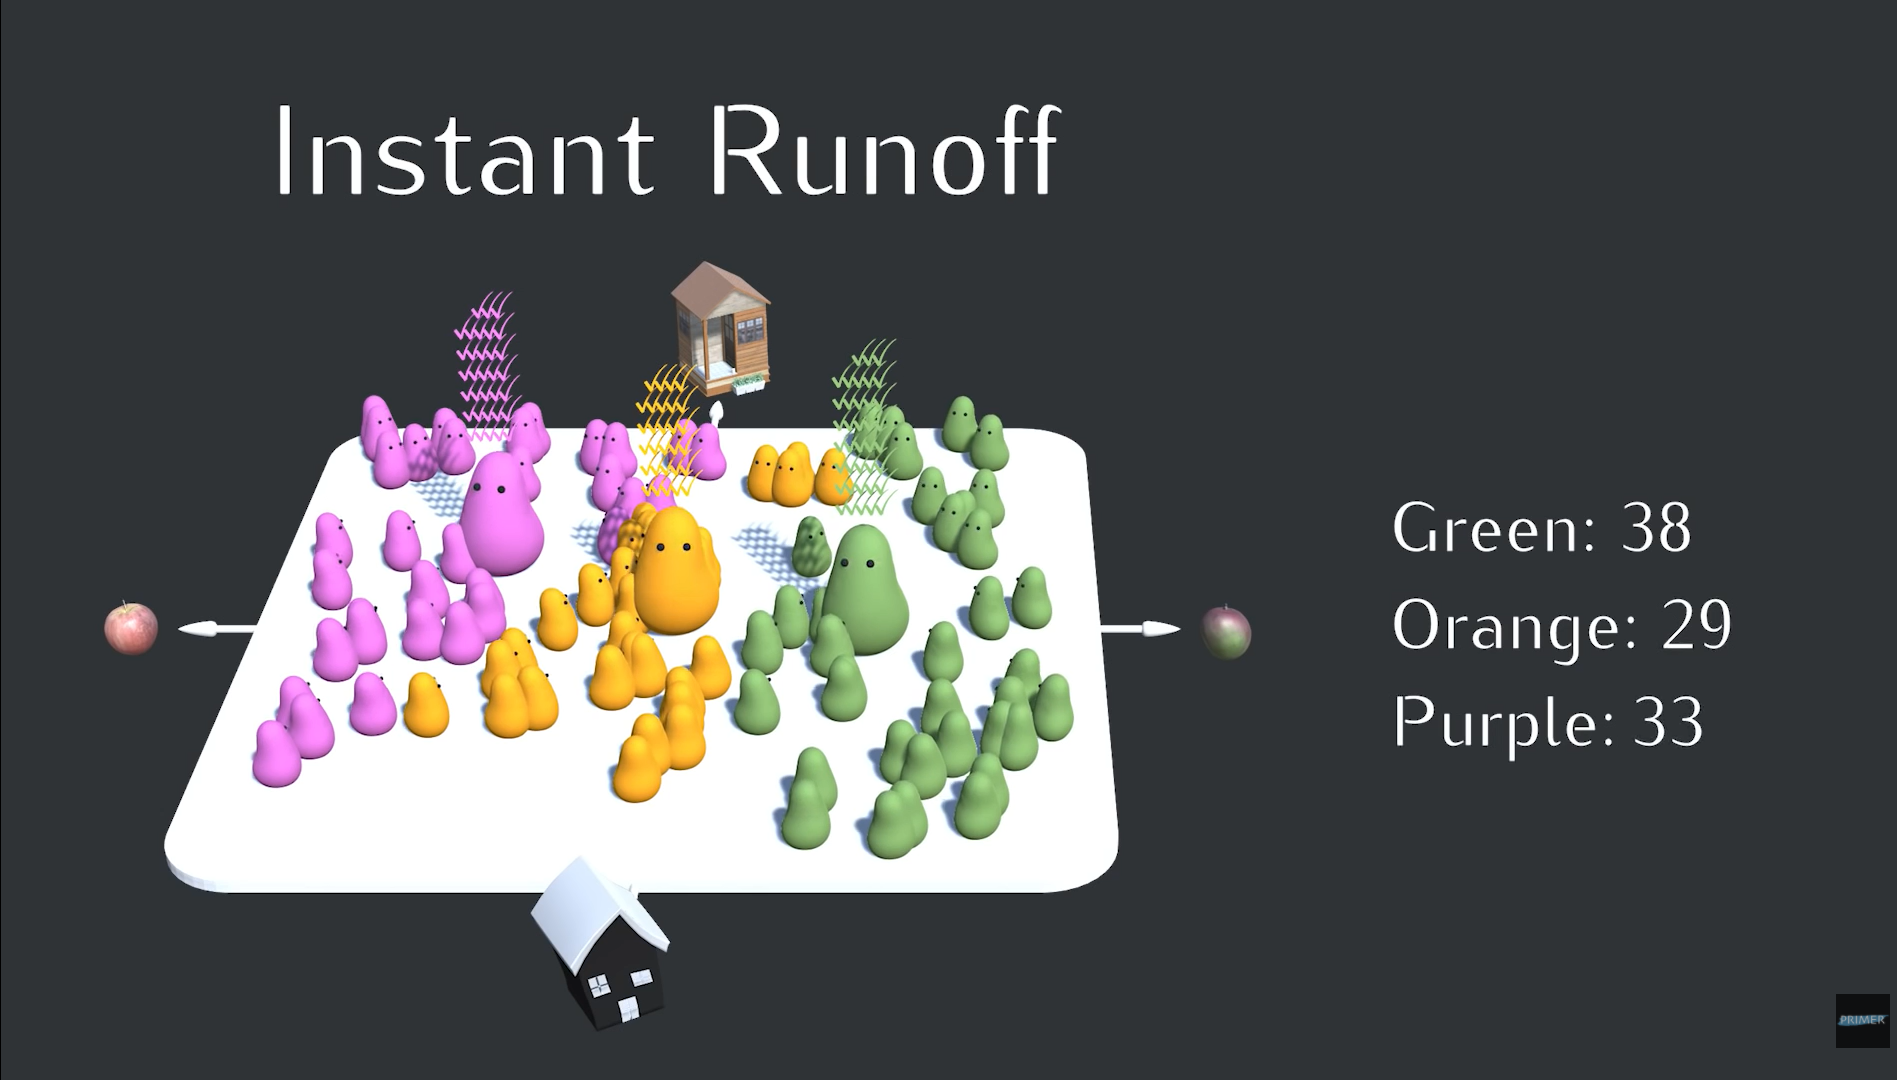 Instant Runoff
Green: 38
Orange: 29
Purple: 33
PRIMER